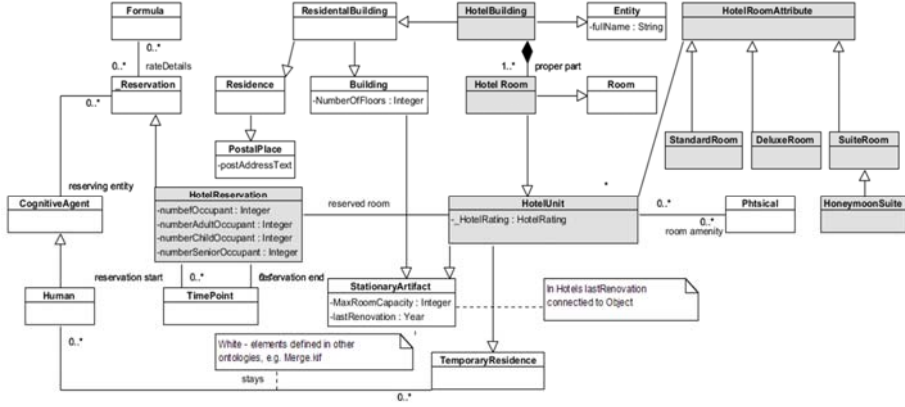 Formula
ResidentalBuilding
HotelBuilding
Entity
-fullName : String
HotelRoomAttribute
0..*
0..*
rateDetails
_Reservation
0..*
Residence
Building
-NumberOfFloors : Integer
1..*
proper part
Hotel Room
Room
PostalPlace
-postAddressText
StandardRoom
DeluxeRoom
SuiteRoom
reserving entity
CognitiveAgent
HotelReservation
-numbefOccupant : Integer
-numberAdultOccupant : Integer
-numberChildOccupant : Integer
-numberSeniorOccupant : Integer
reserved room
*
HotelUnit
-_HotelRating : HotelRating
0..*
0..*
room amenity
Phtsical
HoneymoonSuite
reservation start
0..*
0..*
reservation end
Human
TimePoint
StationaryArtifact
-MaxRoomCapacity : Integer
-lastRenovation : Year
In Hotels lastRenovation
connectied to Object
0..*
White - elements defined in other
ontologies, e.g. Merge.kif
stays
TemporaryResidence
0..*